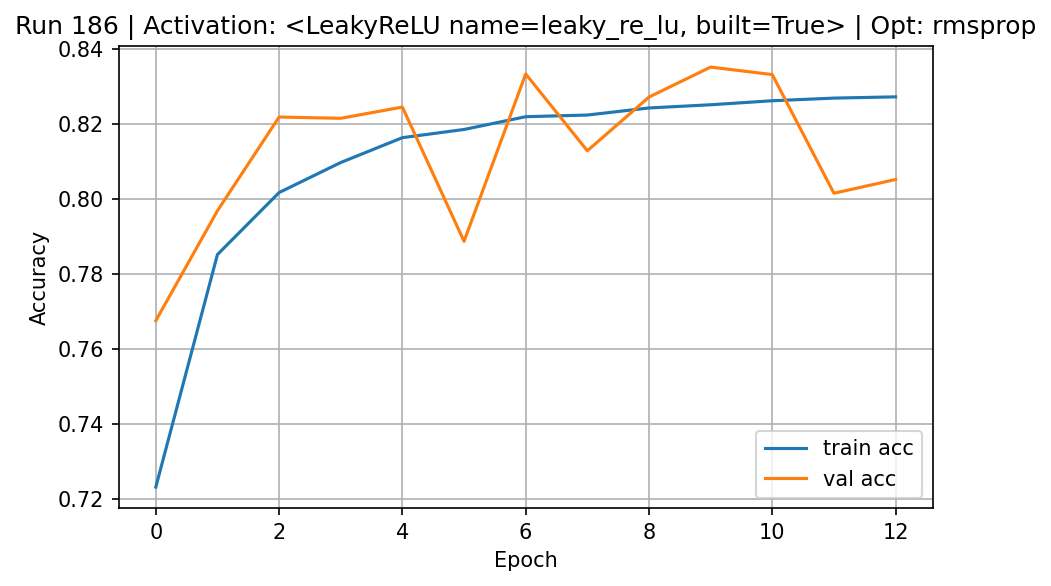 Run 186 | Activation: <LeakyReLU name=leaky_re_lu, built=True> | Opt: rmsprop
0.84
0.82
0.80
0.78
0.76
0.74
0.72
Accuracy
train acc
val acc
0 2 4 6 8 10 12
Epoch